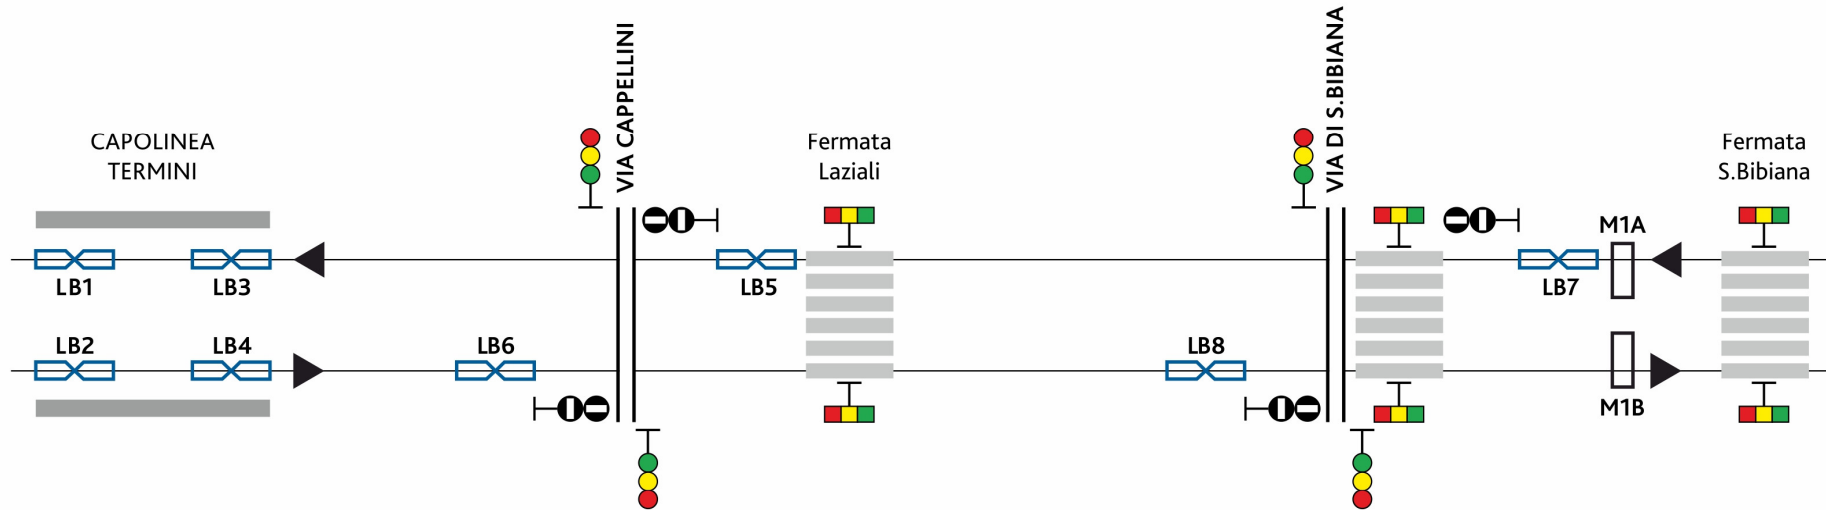 VIA CAPPELLINI
VIA DI S.BIBIANA
CAPOLINEA
TERMINI
Fermata
Laziali
Fermata
S.Bibiana
M1A
LB1
LB3
LB5
LB7
LB2
LB4
LB6
LB8
M1B